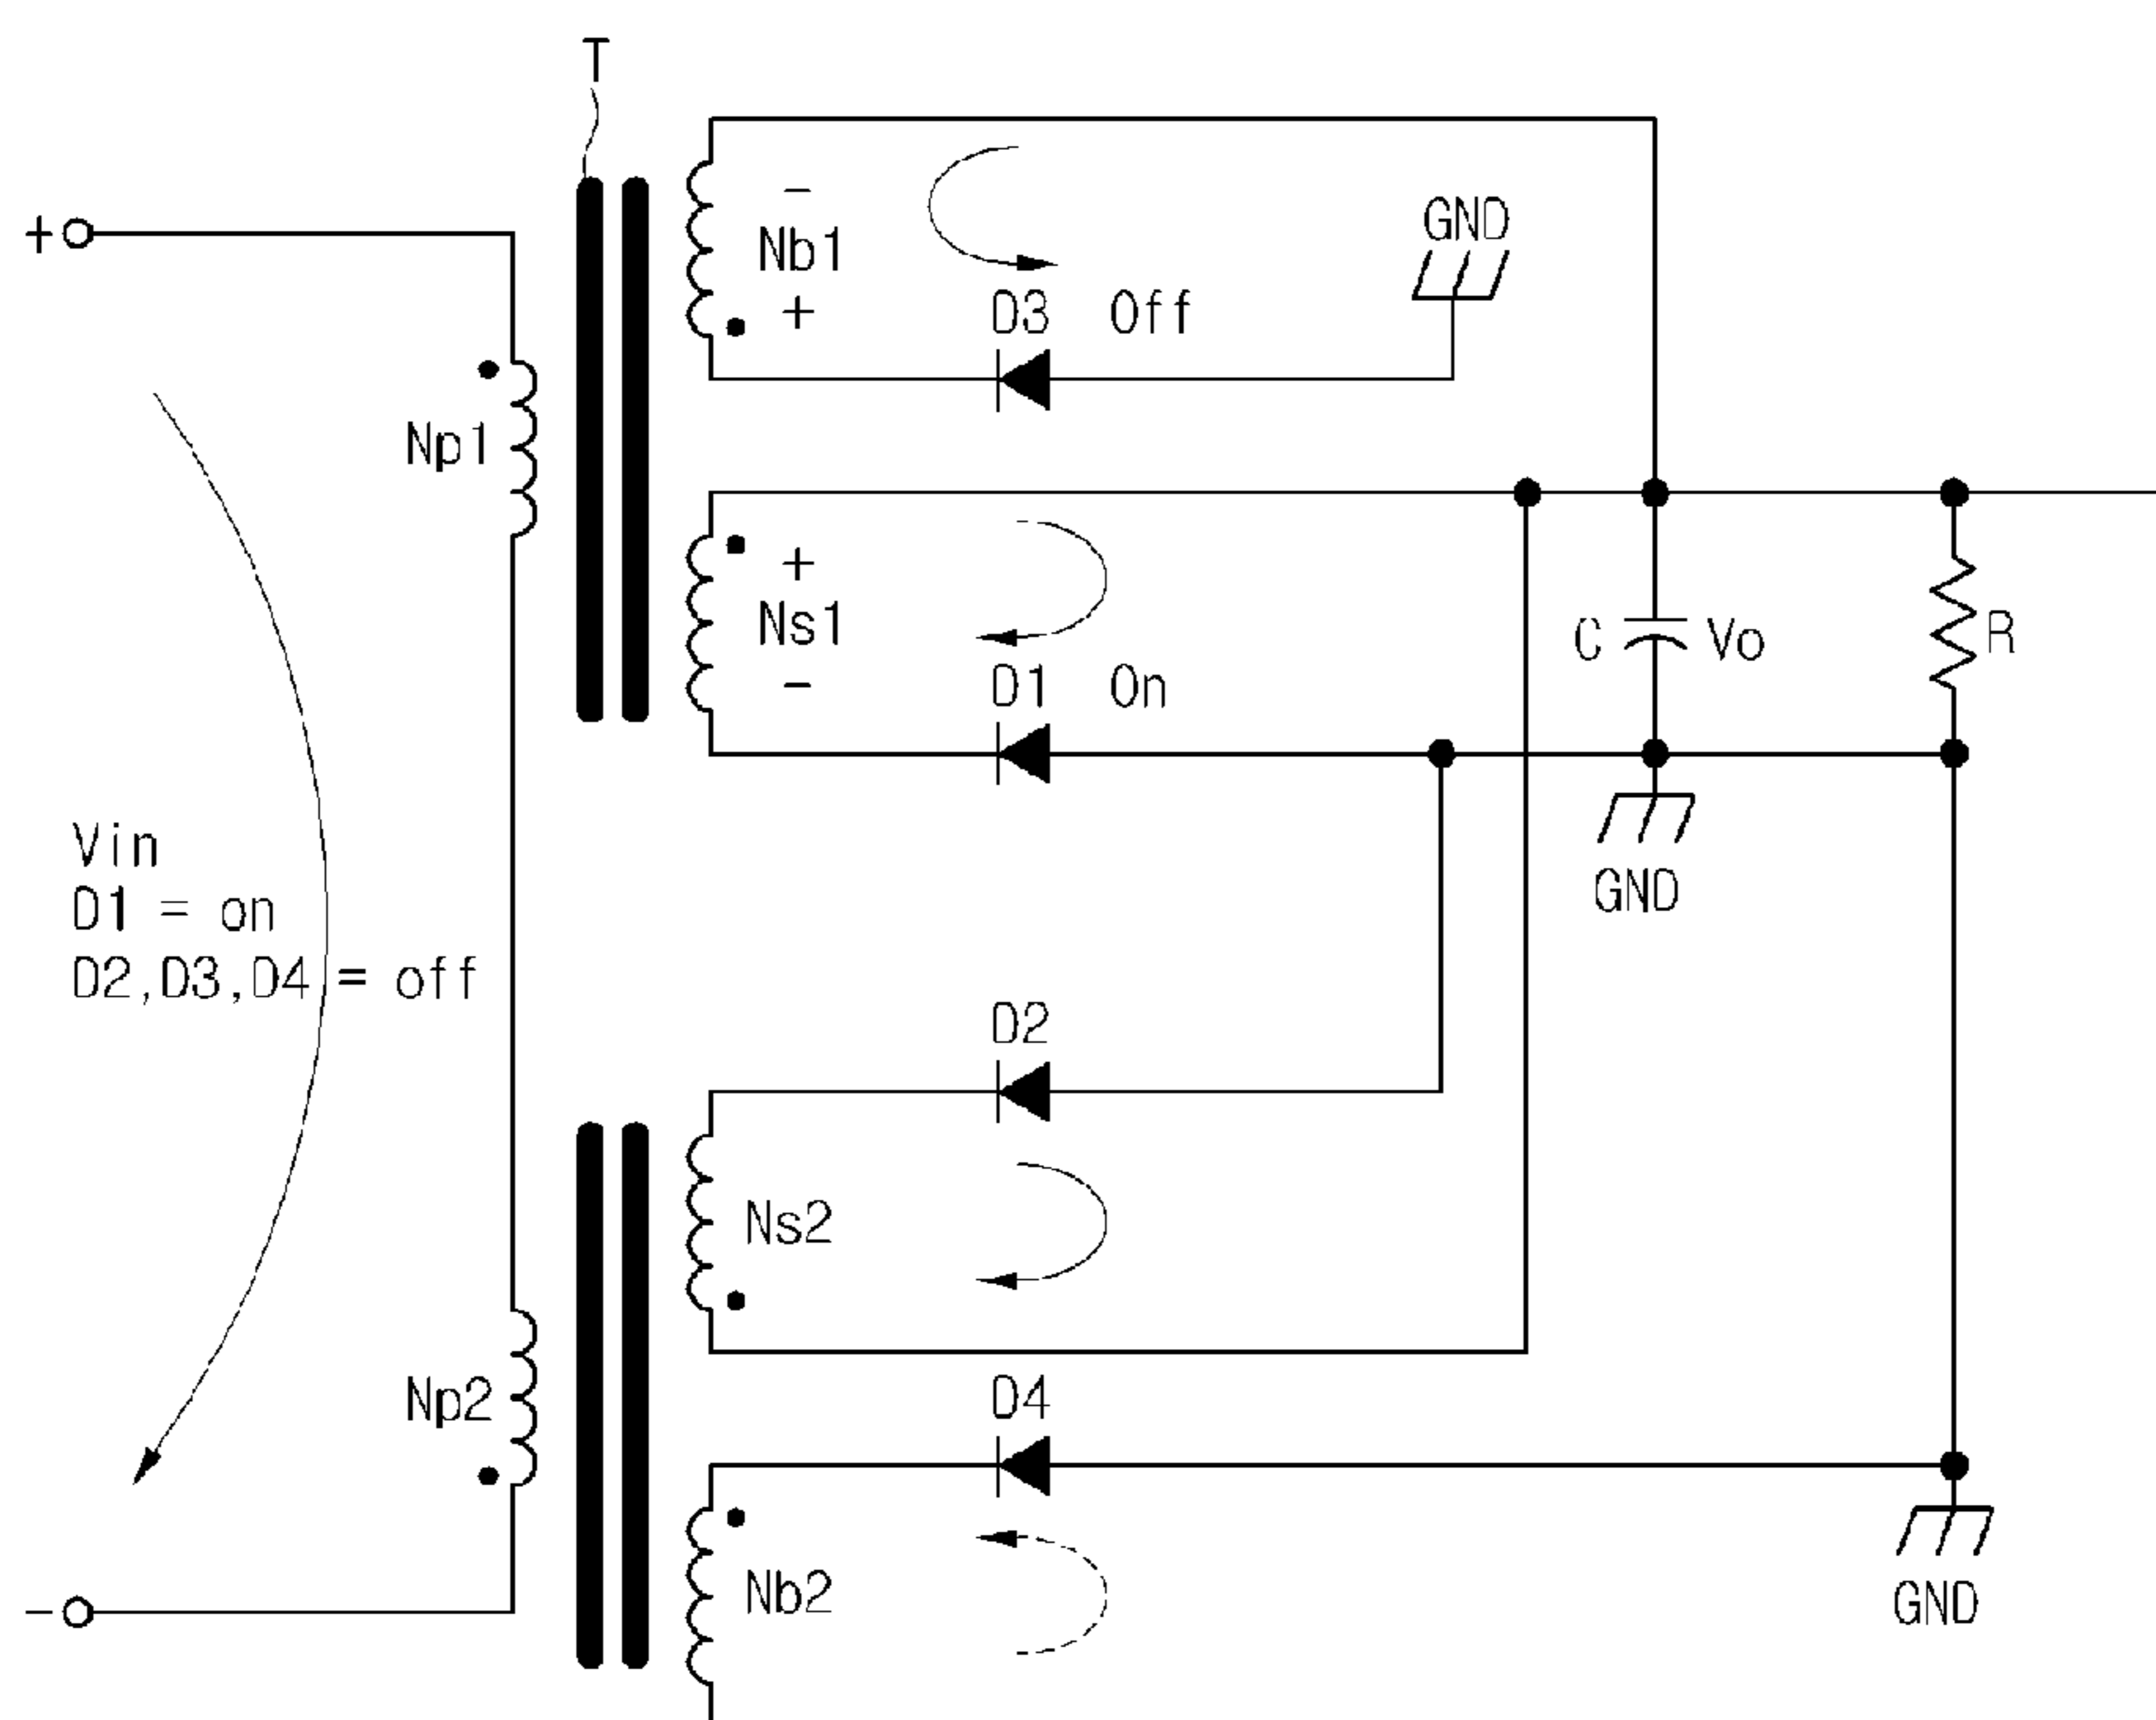 T
+
−
Nb1
+
GND
D3 Off
Np1
+
Ns1
−
D1 On
C
Vo
R
GND
Vin
D1 = on
D2,D3,D4 = off
D2
Ns2
Np2
D4
Nb2
−
GND